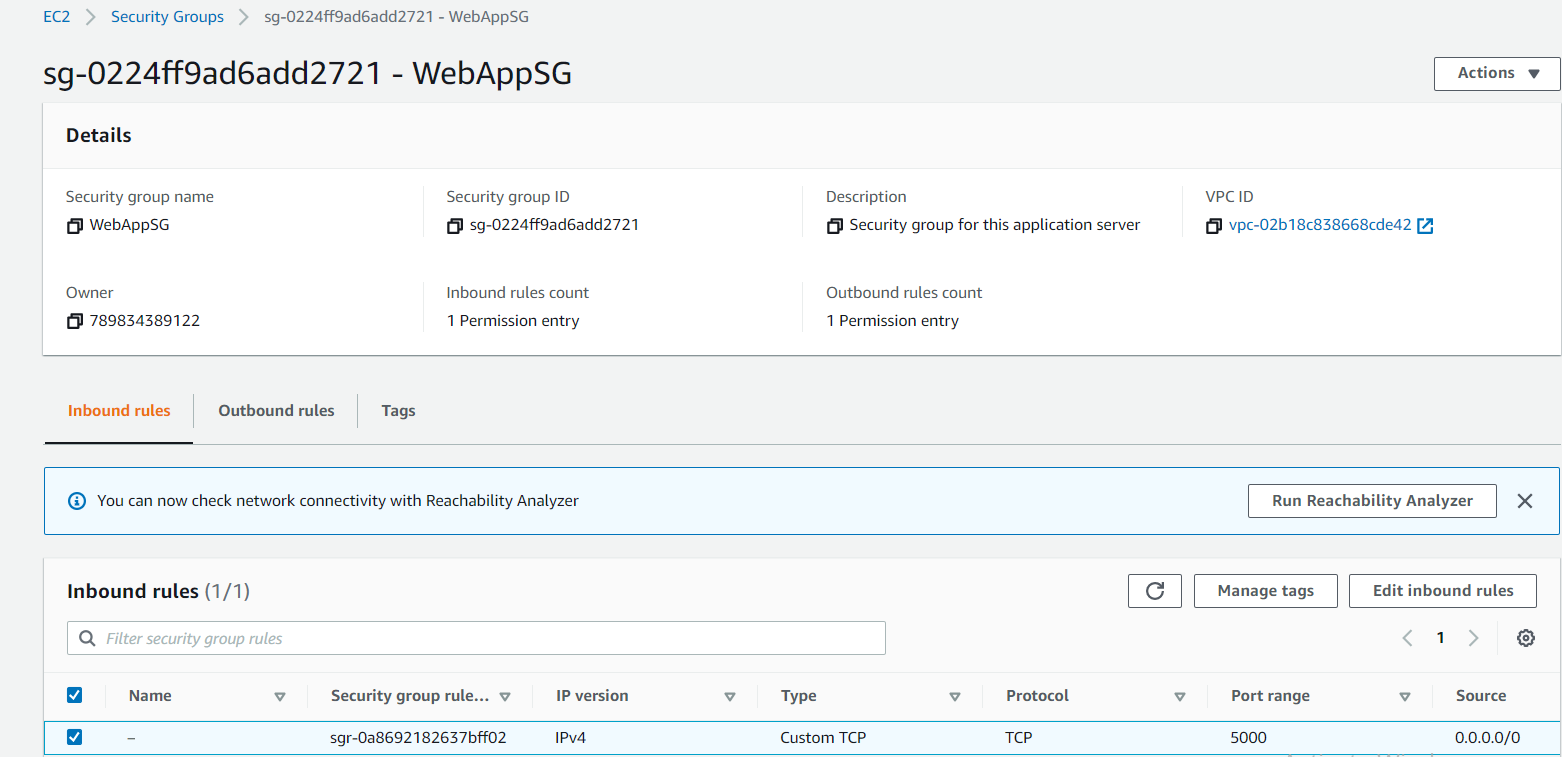 EC2 > Security Groups > sg-0224ff9ad6add2721 - WebAppSG
sg-0224ff9ad6add2721 - WebAppSG
Actions
Details
Security group name
WebAppSG
Security group ID
sg-0224ff9ad6add2721
Description
Security group for this application server
VPC ID
vpc-02b18c838668cde42
Owner
789834389122
Inbound rules count
1 Permission entry
Outbound rules count
1 Permission entry
Inbound rules
Outbound rules
Tags
You can now check network connectivity with Reachability Analyzer
Run Reachability Analyzer
Inbound rules (1/1)
Manage tags
Edit inbound rules
Filter security group rules
1
Name Security group rule... IP version Type Protocol Port range Source
– sgr-0a8692182637bff02 IPv4 Custom TCP TCP 5000 0.0.0.0/0